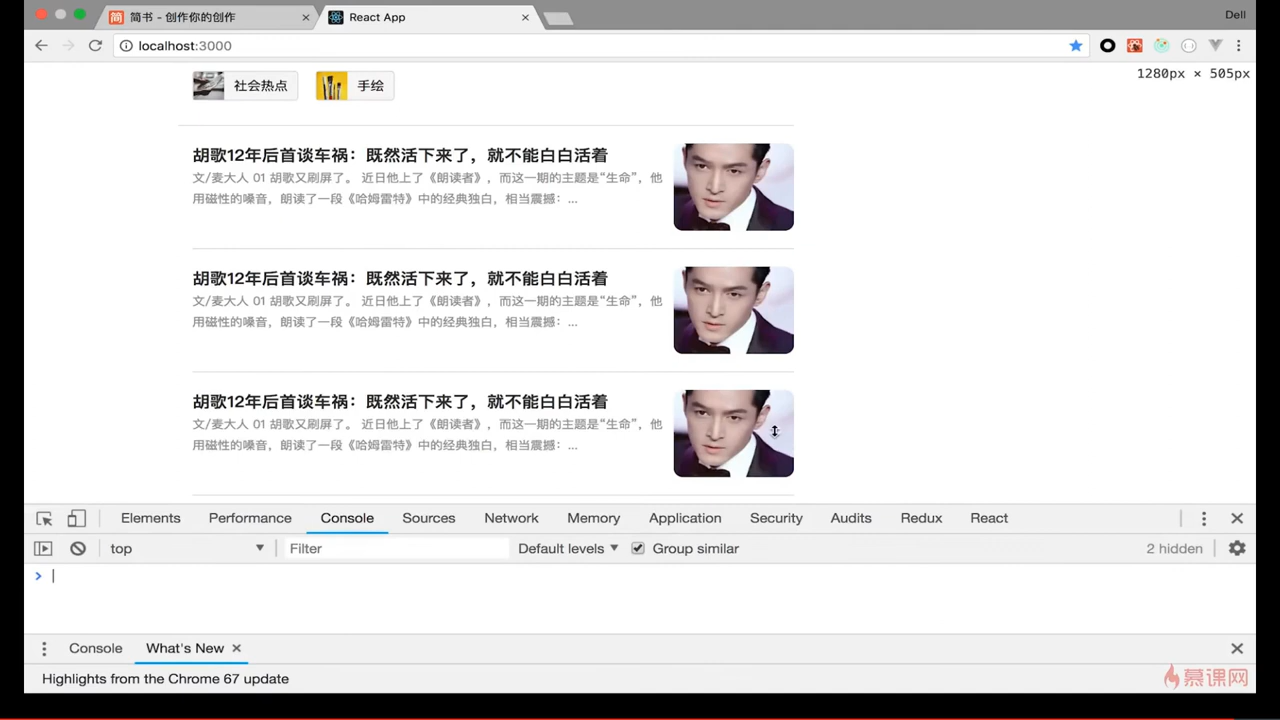 简 简书 - 创作你的创作
React App
Dell
localhost:3000
1280px × 505px
社会热点
手绘
胡歌12年后首谈车祸：既然活下来了，就不能白白活着
文/麦大人 01 胡歌又刷屏了。 近日他上了《朗读者》，而这一期的主题是“生命”，他
用磁性的嗓音，朗读了一段《哈姆雷特》中的经典独白，相当震撼：...
胡歌12年后首谈车祸：既然活下来了，就不能白白活着
文/麦大人 01 胡歌又刷屏了。 近日他上了《朗读者》，而这一期的主题是“生命”，他
用磁性的嗓音，朗读了一段《哈姆雷特》中的经典独白，相当震撼：...
胡歌12年后首谈车祸：既然活下来了，就不能白白活着
文/麦大人 01 胡歌又刷屏了。 近日他上了《朗读者》，而这一期的主题是“生命”，他
用磁性的嗓音，朗读了一段《哈姆雷特》中的经典独白，相当震撼：...
Elements Performance Console Sources Network Memory Application Security Audits Redux React
top Filter Default levels Group similar 2 hidden
Console What's New
Highlights from the Chrome 67 update
慕课网